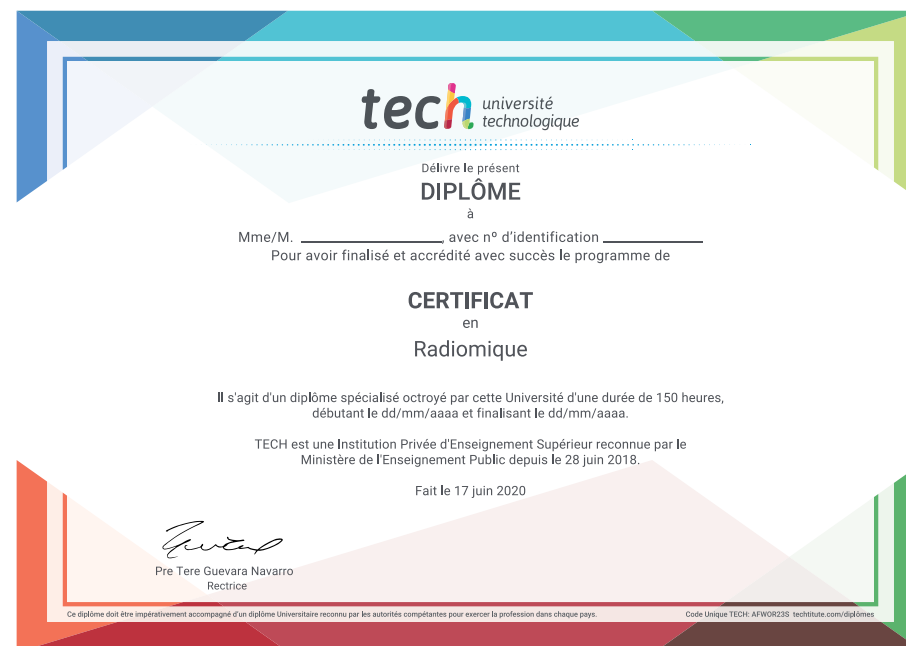 tech université
technologique
Délivre le présent
DIPLÔME
à
Mme/M. ____________________, avec nº d'identification ______________
Pour avoir finalisé et accrédité avec succès le programme de
CERTIFICAT
en
Radiomique
Il s'agit d'un diplôme spécialisé octroyé par cette Université d'une durée de 150 heures,
débutant le dd/mm/aaaa et finalisant le dd/mm/aaaa.
TECH est une Institution Privée d'Enseignement Supérieur reconnue par le
Ministère de l'Enseignement Public depuis le 28 juin 2018.
Fait le 17 juin 2020
Pre Tere Guevara Navarro
Rectrice
Ce diplôme doit être impérativement accompagné d'un diplôme Universitaire reconnu par les autorités compétantes pour exercer la profession dans chaque pays.
Code Unique TECH: AFWOR23S techtitute.com/diplômes